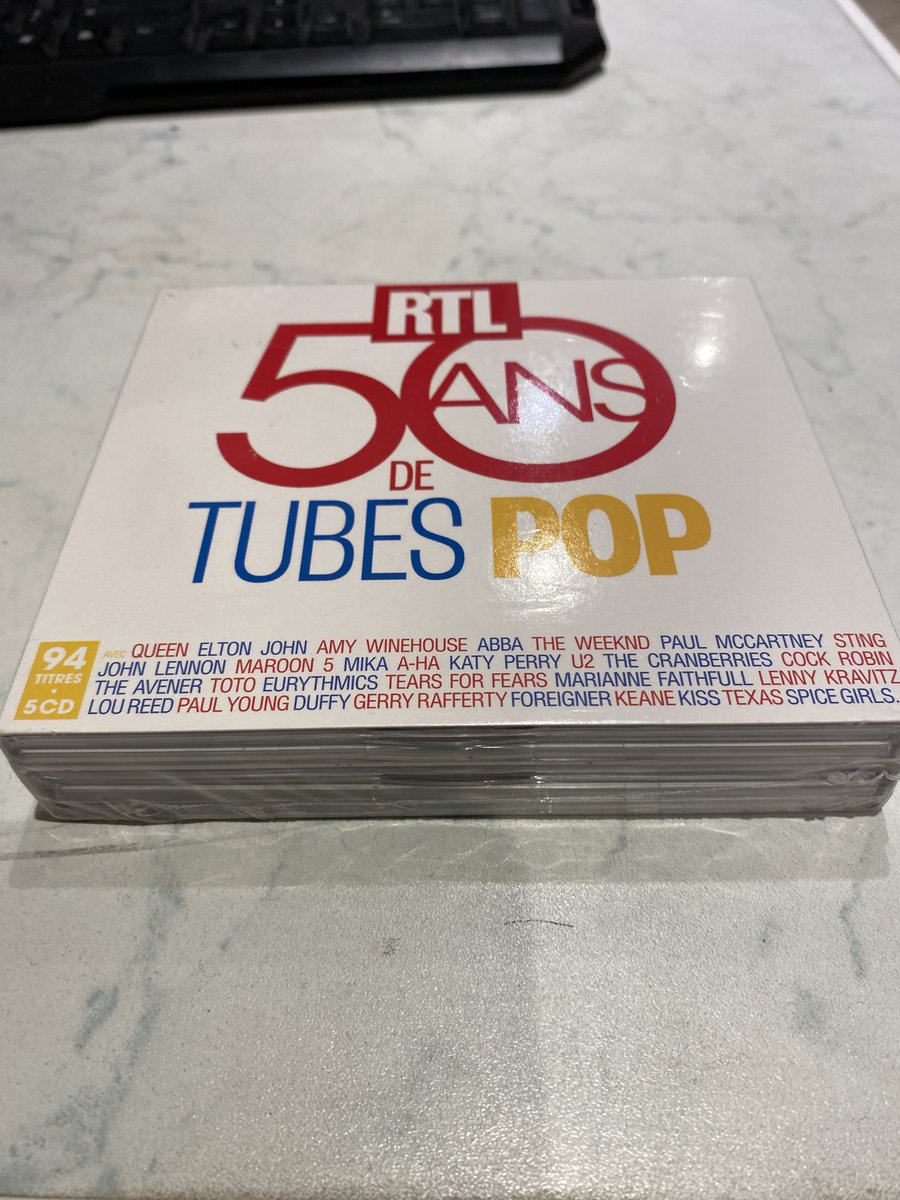 RTL
50 ANS
DE
TUBES POP
94 TITRES · 5 CD
AVEC QUEEN ELTON JOHN AMY WINEHOUSE ABBA THE WEEKND PAUL MCCARTNEY STING
JOHN LENNON MAROON 5 MIKA A-HA KATY PERRY U2 THE CRANBERRIES COCK ROBIN
THE AVENER TOTO EURYTHMICS TEARS FOR FEARS MARIANNE FAITHFULL LENNY KRAVITZ
LOU REED PAUL YOUNG DUFFY GERRY RAFFERTY FOREIGNER KEANE KISS TEXAS SPICE GIRLS.